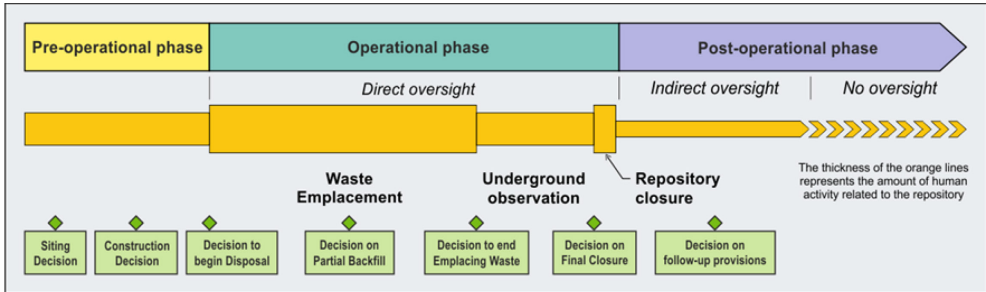 Pre-operational phase
Operational phase
Post-operational phase
Direct oversight
Indirect oversight
No oversight
The thickness of the orange lines
represents the amount of human
activity related to the repository
Waste
Emplacement
Underground
observation
Repository
closure
Siting
Decision
Construction
Decision
Decision to
begin Disposal
Decision on
Partial Backfill
Decision to end
Emplacing Waste
Decision on
Final Closure
Decision on
follow-up provisions